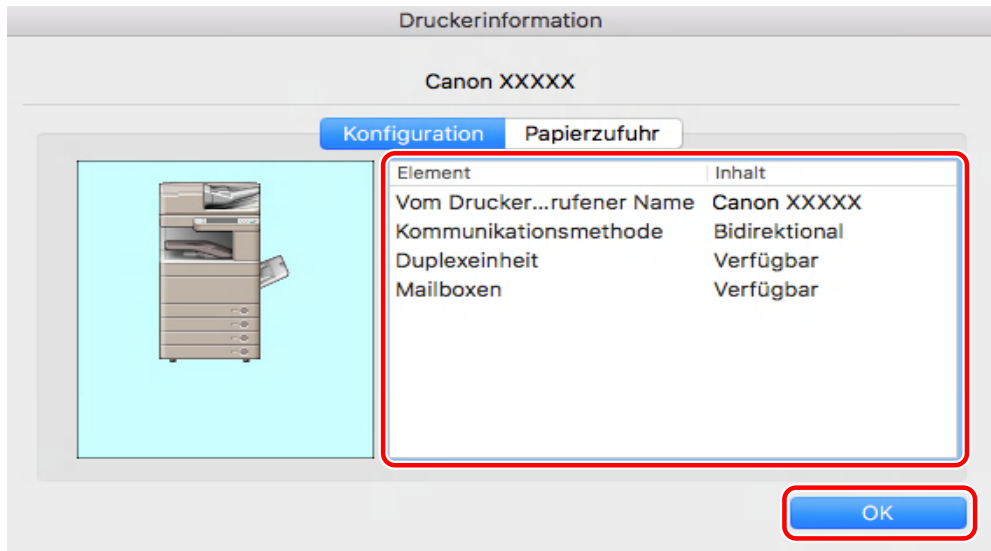 Druckerinformation
Canon XXXXX
Konfiguration Papierzufuhr
Element Inhalt
Vom Drucker...rufener Name Canon XXXXX
Kommunikationsmethode Bidirektional
Duplexeinheit Verfügbar
Mailboxen Verfügbar
OK